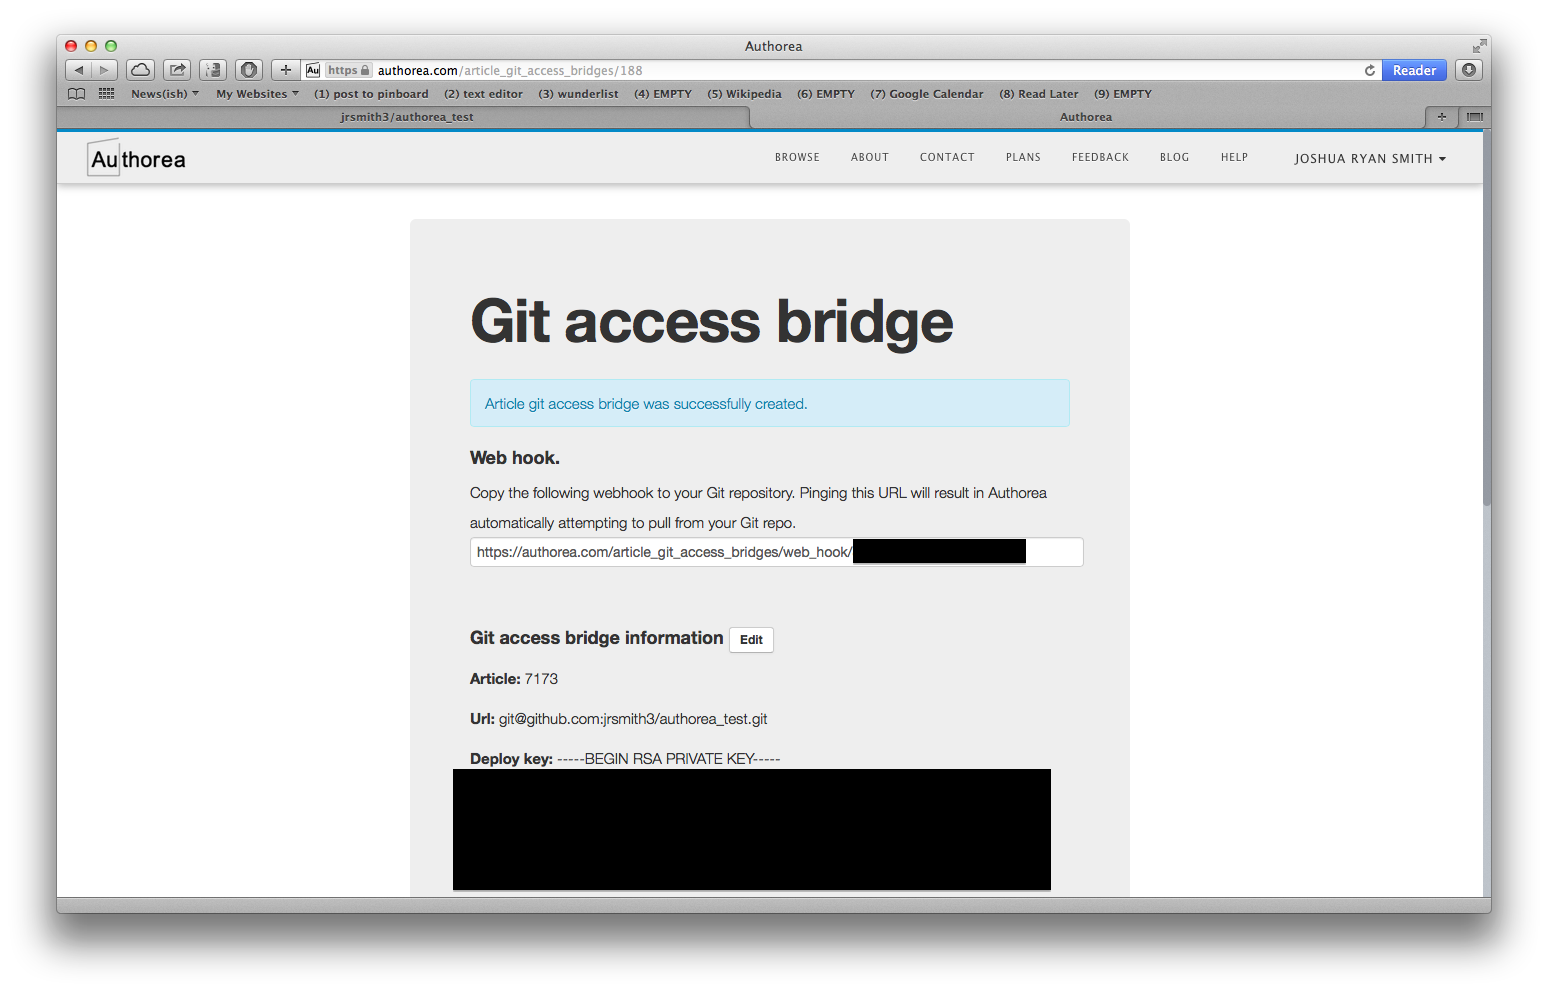 Authorea
Au https authorea.com/article_git_access_bridges/188 Reader
News(ish) My Websites (1) post to pinboard (2) text editor (3) wunderlist (4) EMPTY (5) Wikipedia (6) EMPTY (7) Google Calendar (8) Read Later (9) EMPTY
jrsmith3/authorea_test Authorea
Authorea BROWSE ABOUT CONTACT PLANS FEEDBACK BLOG HELP JOSHUA RYAN SMITH
Git access bridge
Article git access bridge was successfully created.
Web hook.
Copy the following webhook to your Git repository. Pinging this URL will result in Authorea
automatically attempting to pull from your Git repo.
https://authorea.com/article_git_access_bridges/web_hook/
Git access bridge information Edit
Article: 7173
Url: git@github.com:jrsmith3/authorea_test.git
Deploy key: -----BEGIN RSA PRIVATE KEY-----